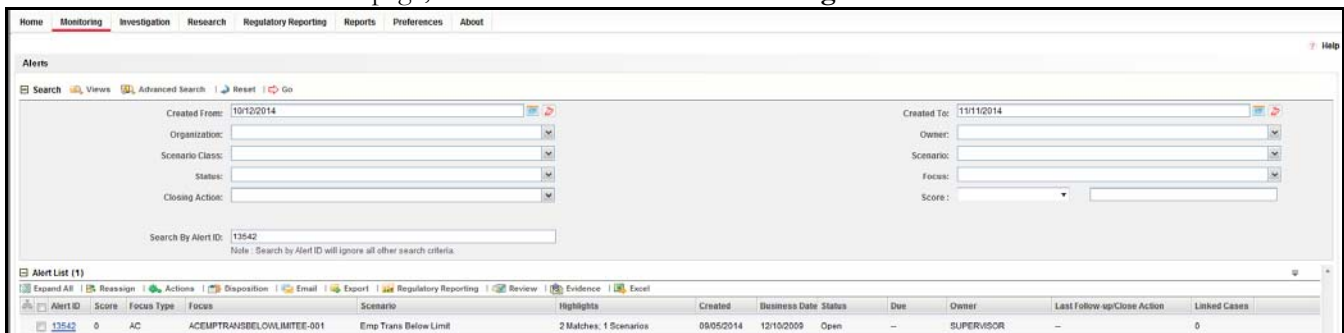 Home Monitoring Investigation Research Regulatory Reporting Reports Preferences About
? Help
Alerts
Search Views Advanced Search | Reset | Go
Created From: 10/12/2014 Created To: 11/11/2014
Organization: Owner:
Scenario Class: Scenario:
Status: Focus:
Closing Action: Score :
Search By Alert ID: 13542
Note : Search by Alert ID will ignore all other search criteria.
Alert List (1)
Expand All | Reassign | Actions | Disposition | Email | Export | Regulatory Reporting | Review | Evidence | Excel
Alert ID Score Focus Type Focus Scenario Highlights Created Business Date Status Due Owner Last Follow-up/Close Action Linked Cases
13542 0 AC ACEMPTRANSBELOWLIMITEE-001 Emp Trans Below Limit 2 Matches; 1 Scenarios 09/05/2014 12/10/2009 Open -- SUPERVISOR -- 0